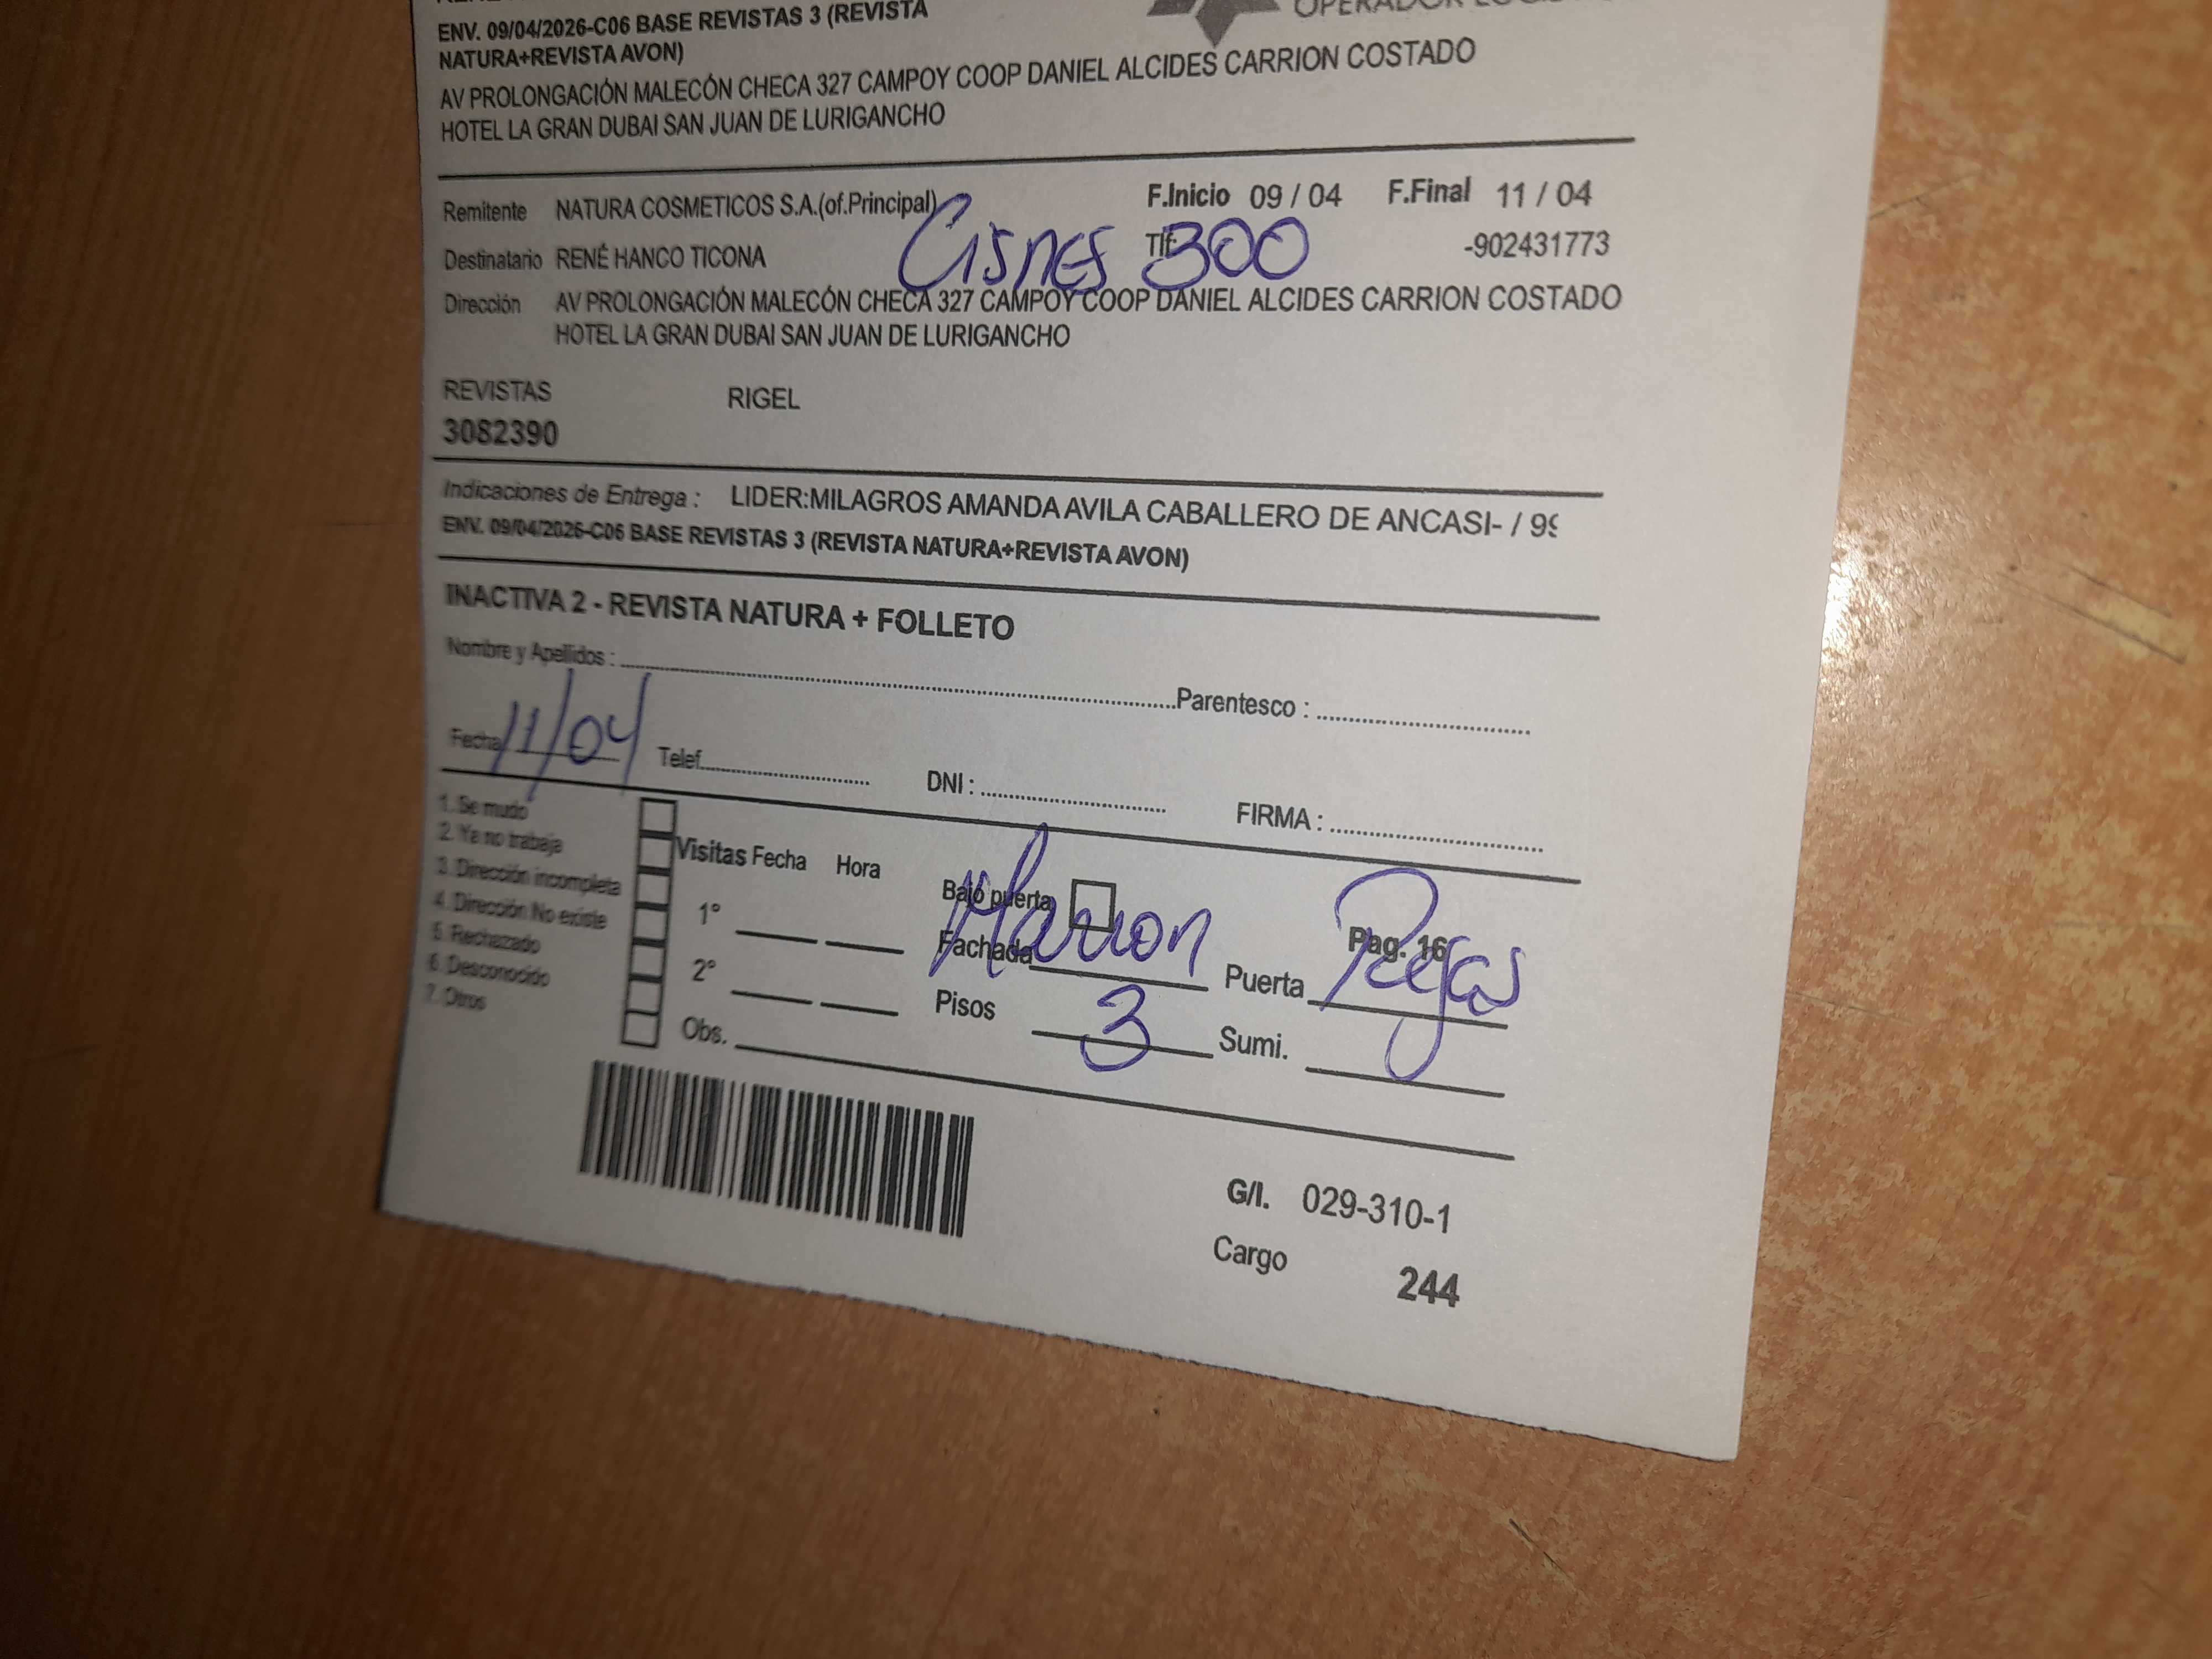 ENV. 09/04/2026-C06 BASE REVISTAS 3 (REVISTA
NATURA+REVISTA AVON)
AV PROLONGACIÓN MALECÓN CHECA 327 CAMPOY COOP DANIEL ALCIDES CARRION COSTADO
HOTEL LA GRAN DUBAI SAN JUAN DE LURIGANCHO
Remitente NATURA COSMETICOS S.A.(of.Principal) F.Inicio 09 / 04 F.Final 11 / 04
Cisnes 300
Destinatario RENÉ HANCO TICONA Tlf: -902431773
Dirección AV PROLONGACIÓN MALECÓN CHECA 327 CAMPOY COOP DANIEL ALCIDES CARRION COSTADO
HOTEL LA GRAN DUBAI SAN JUAN DE LURIGANCHO
REVISTAS RIGEL
3082390
Indicaciones de Entrega : LIDER:MILAGROS AMANDA AVILA CABALLERO DE ANCASI- / 99
ENV. 09/04/2026-C06 BASE REVISTAS 3 (REVISTA NATURA+REVISTA AVON)
INACTIVA 2 - REVISTA NATURA + FOLLETO
Nombre y Apellidos : Parentesco :
Fecha 11/04 Telef. DNI : FIRMA :
1. Se mudo
2. Ya no trabaja
3. Dirección incompleta
4. Dirección No existe
5. Rechazado
6. Desconocido
7. Otros
Visitas Fecha Hora
1°
2°
Obs.
Bajo puerta Pag. 16
Fachada Marron Puerta Rejas
Pisos 3 Sumi.
G/I. 029-310-1
Cargo 244